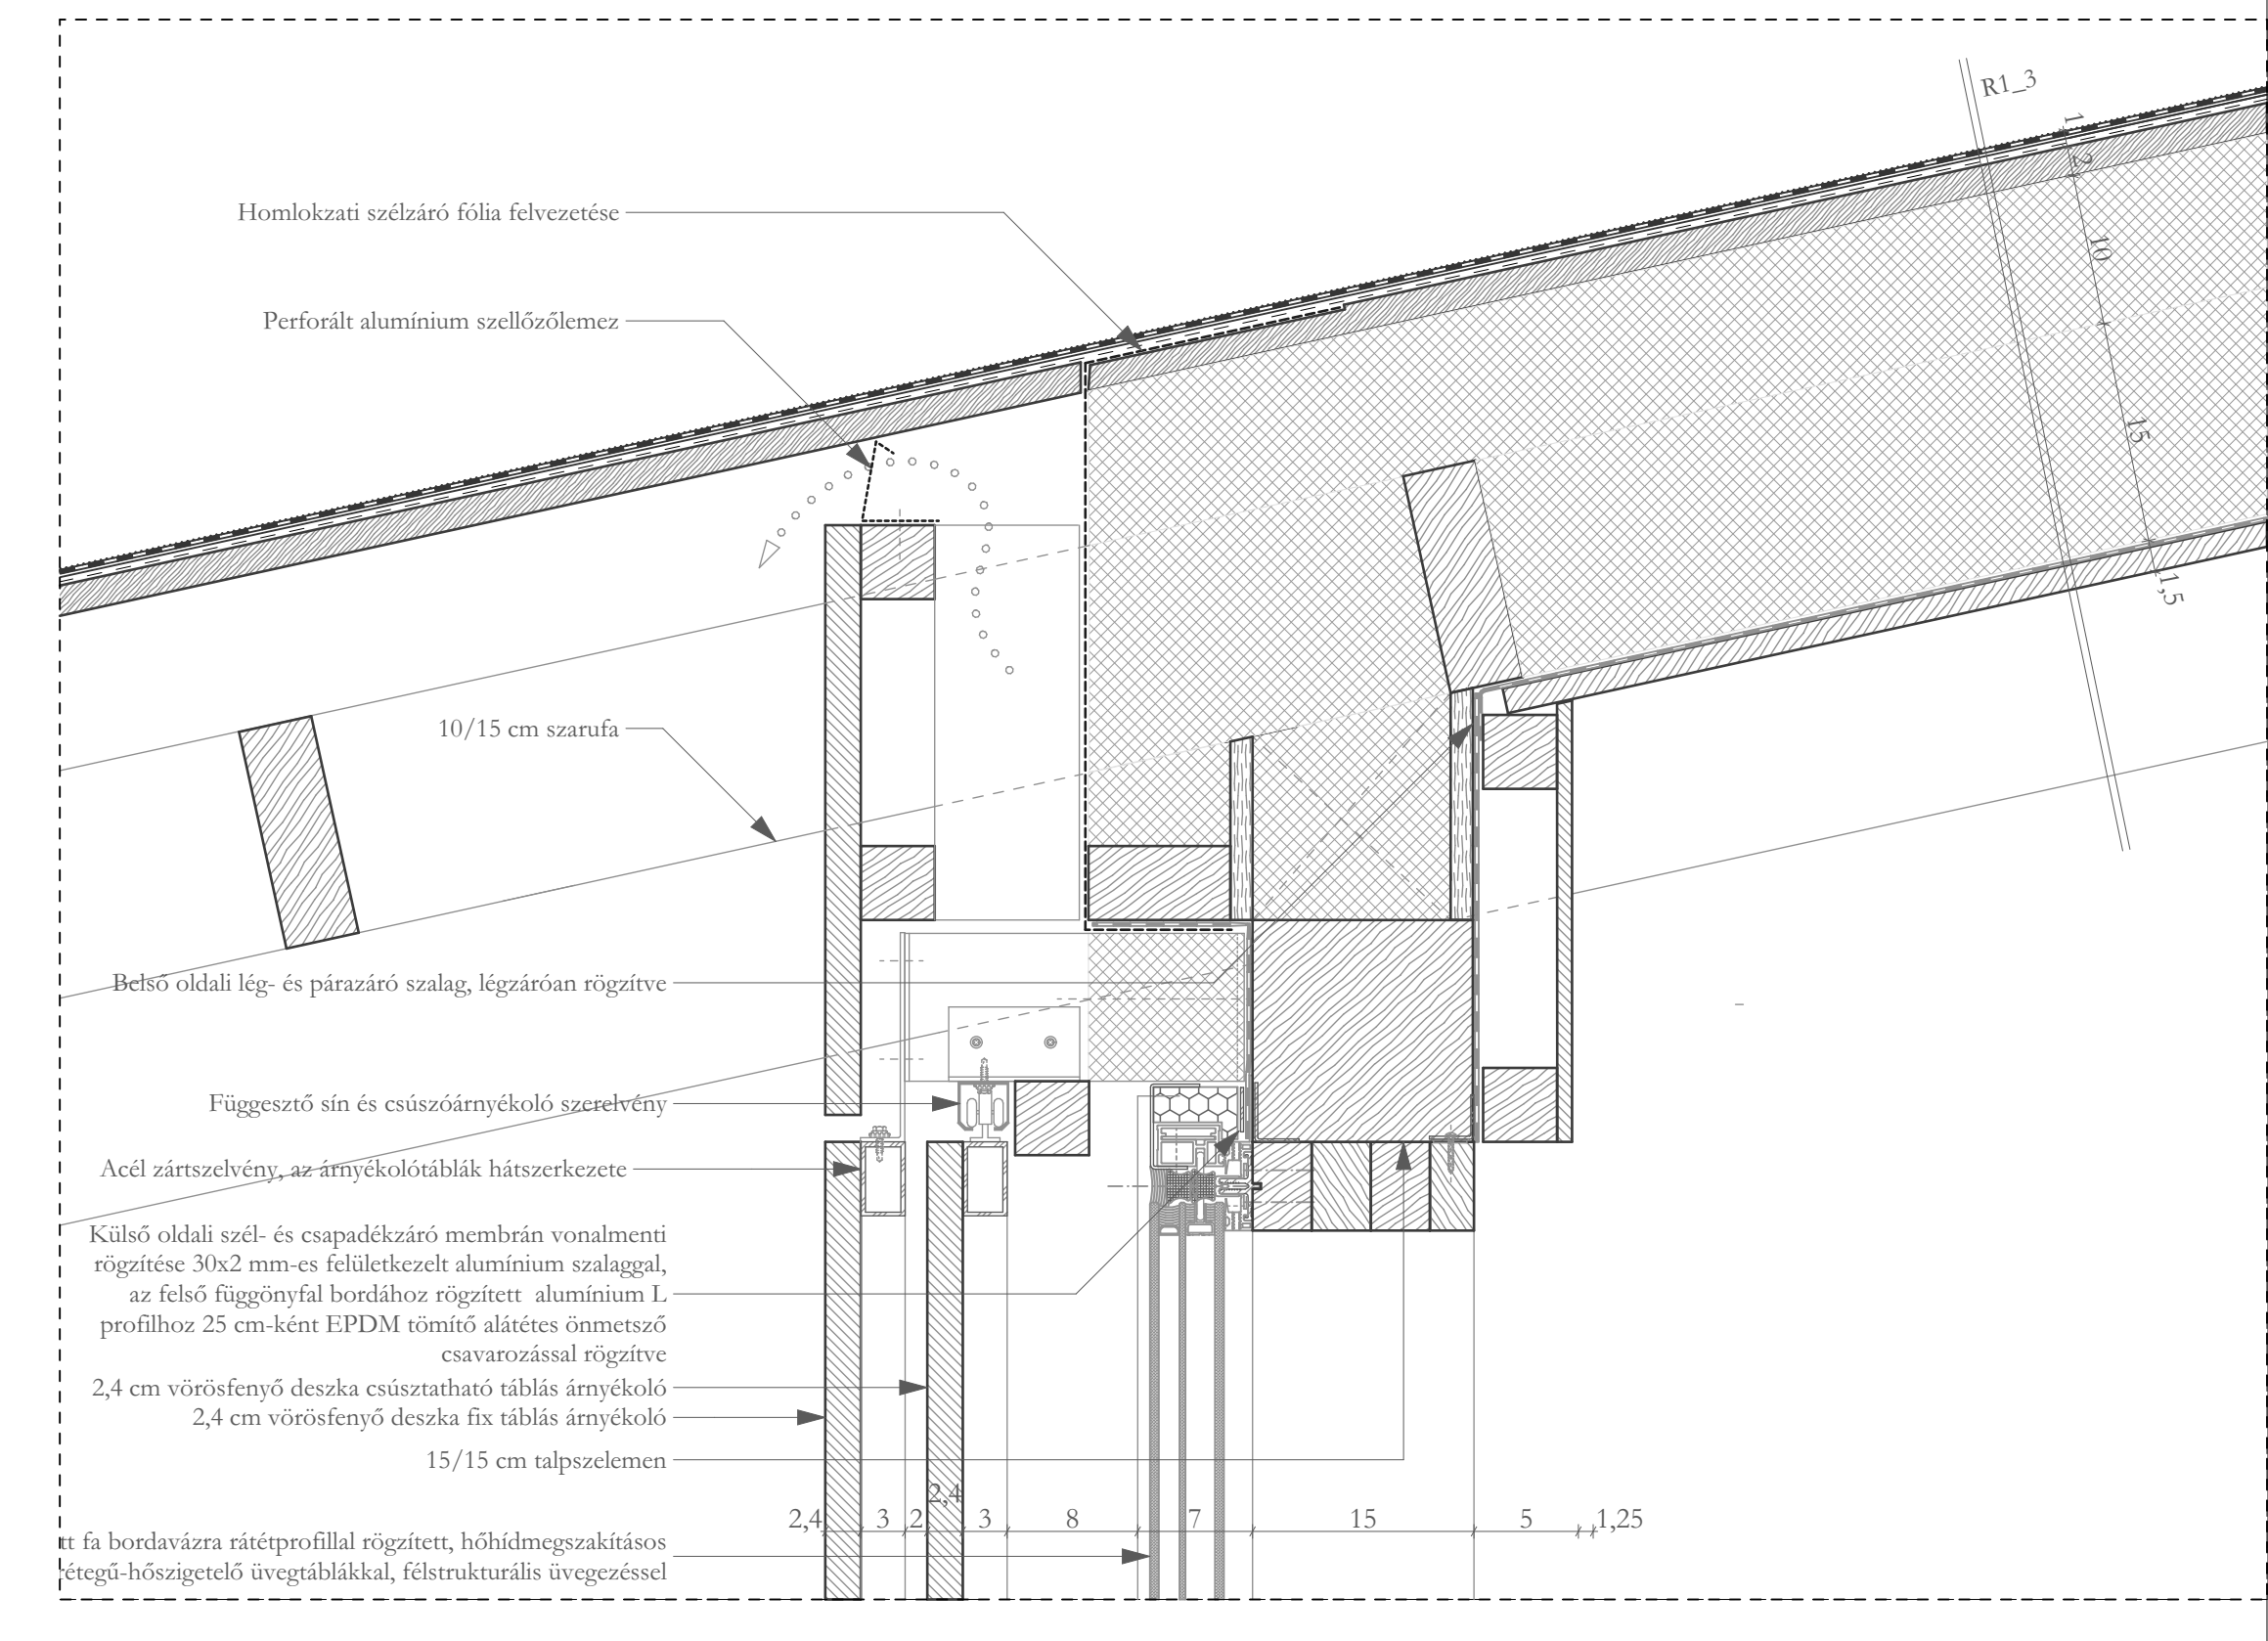 R1_3
1
2
10
15
1,5
Homlokzati szélzáró fólia felvezetése
Perforált alumínium szellőzőlemez
10/15 cm szarufa
Belső oldali lég- és párazáró szalag, légzáróan rögzítve
Függesztő sín és csúszóárnyékoló szerelvény
Acél zártszelvény, az árnyékolótáblák hátszerkezete
Külső oldali szél- és csapadékzáró membrán vonalmenti
rögzítése 30x2 mm-es felületkezelt alumínium szalaggal,
az felső függönyfal bordához rögzített alumínium L
profilhoz 25 cm-ként EPDM tömítő alátétes önmetsző
csavarozással rögzítve
2,4 cm vörösfenyő deszka csúsztatható táblás árnyékoló
2,4 cm vörösfenyő deszka fix táblás árnyékoló
15/15 cm talpszelemen
2,4 3 2 2,4 3 8 7 15 5 1,25
tt fa bordavázra rátétprofillal rögzített, hőhídmegszakításos
étegű-hőszigetelő üvegtáblákkal, félstrukturális üvegezéssel